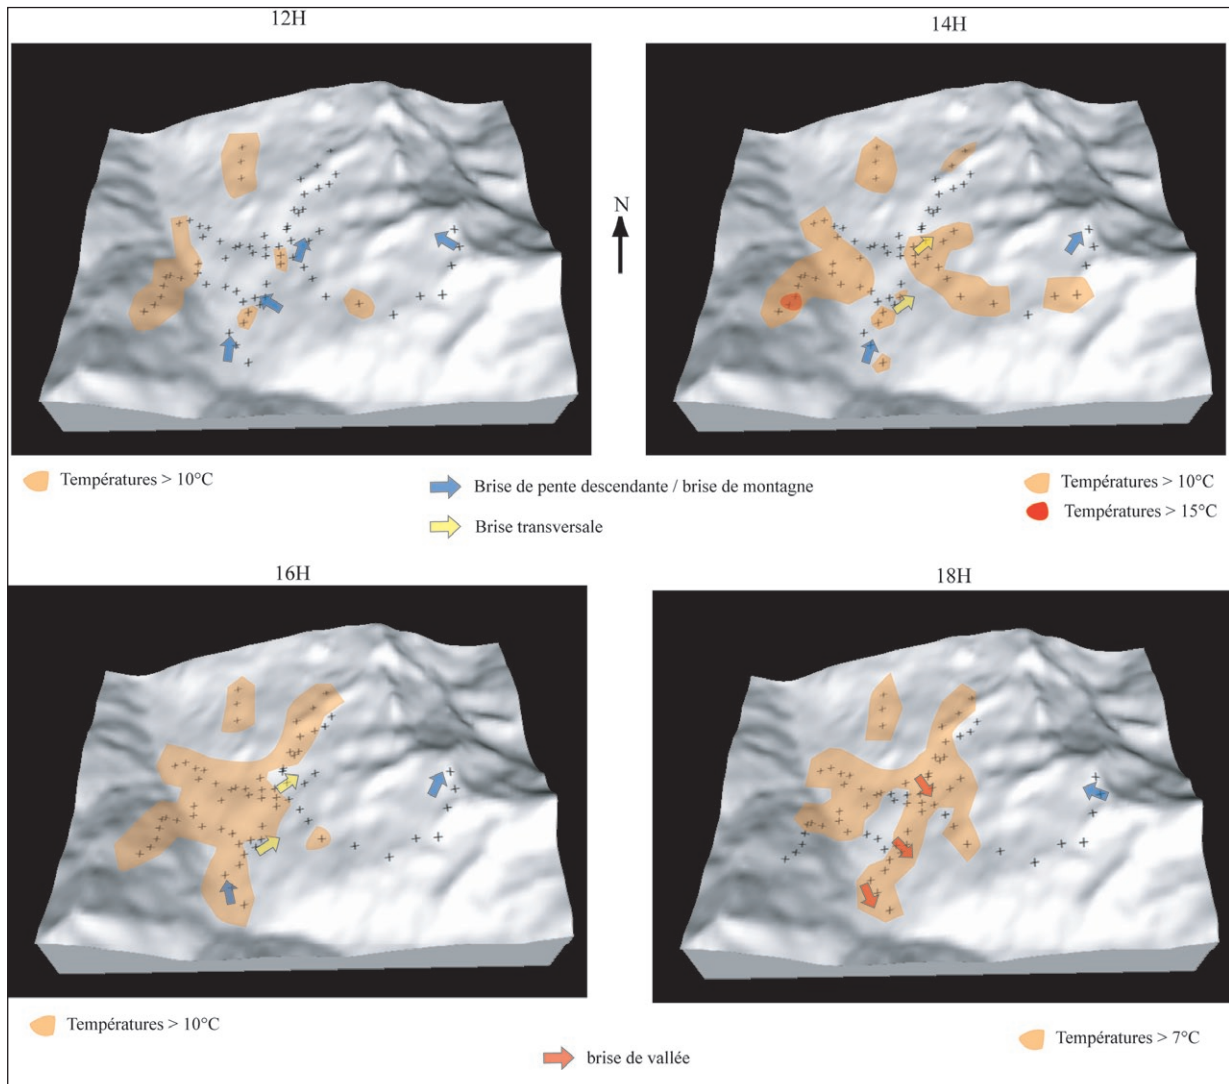 12H
14H
N
Températures > 10°C
Brise de pente descendante / brise de montagne
Brise transversale
Températures > 10°C
Températures > 15°C
16H
18H
Températures > 10°C
Températures > 7°C
brise de vallée